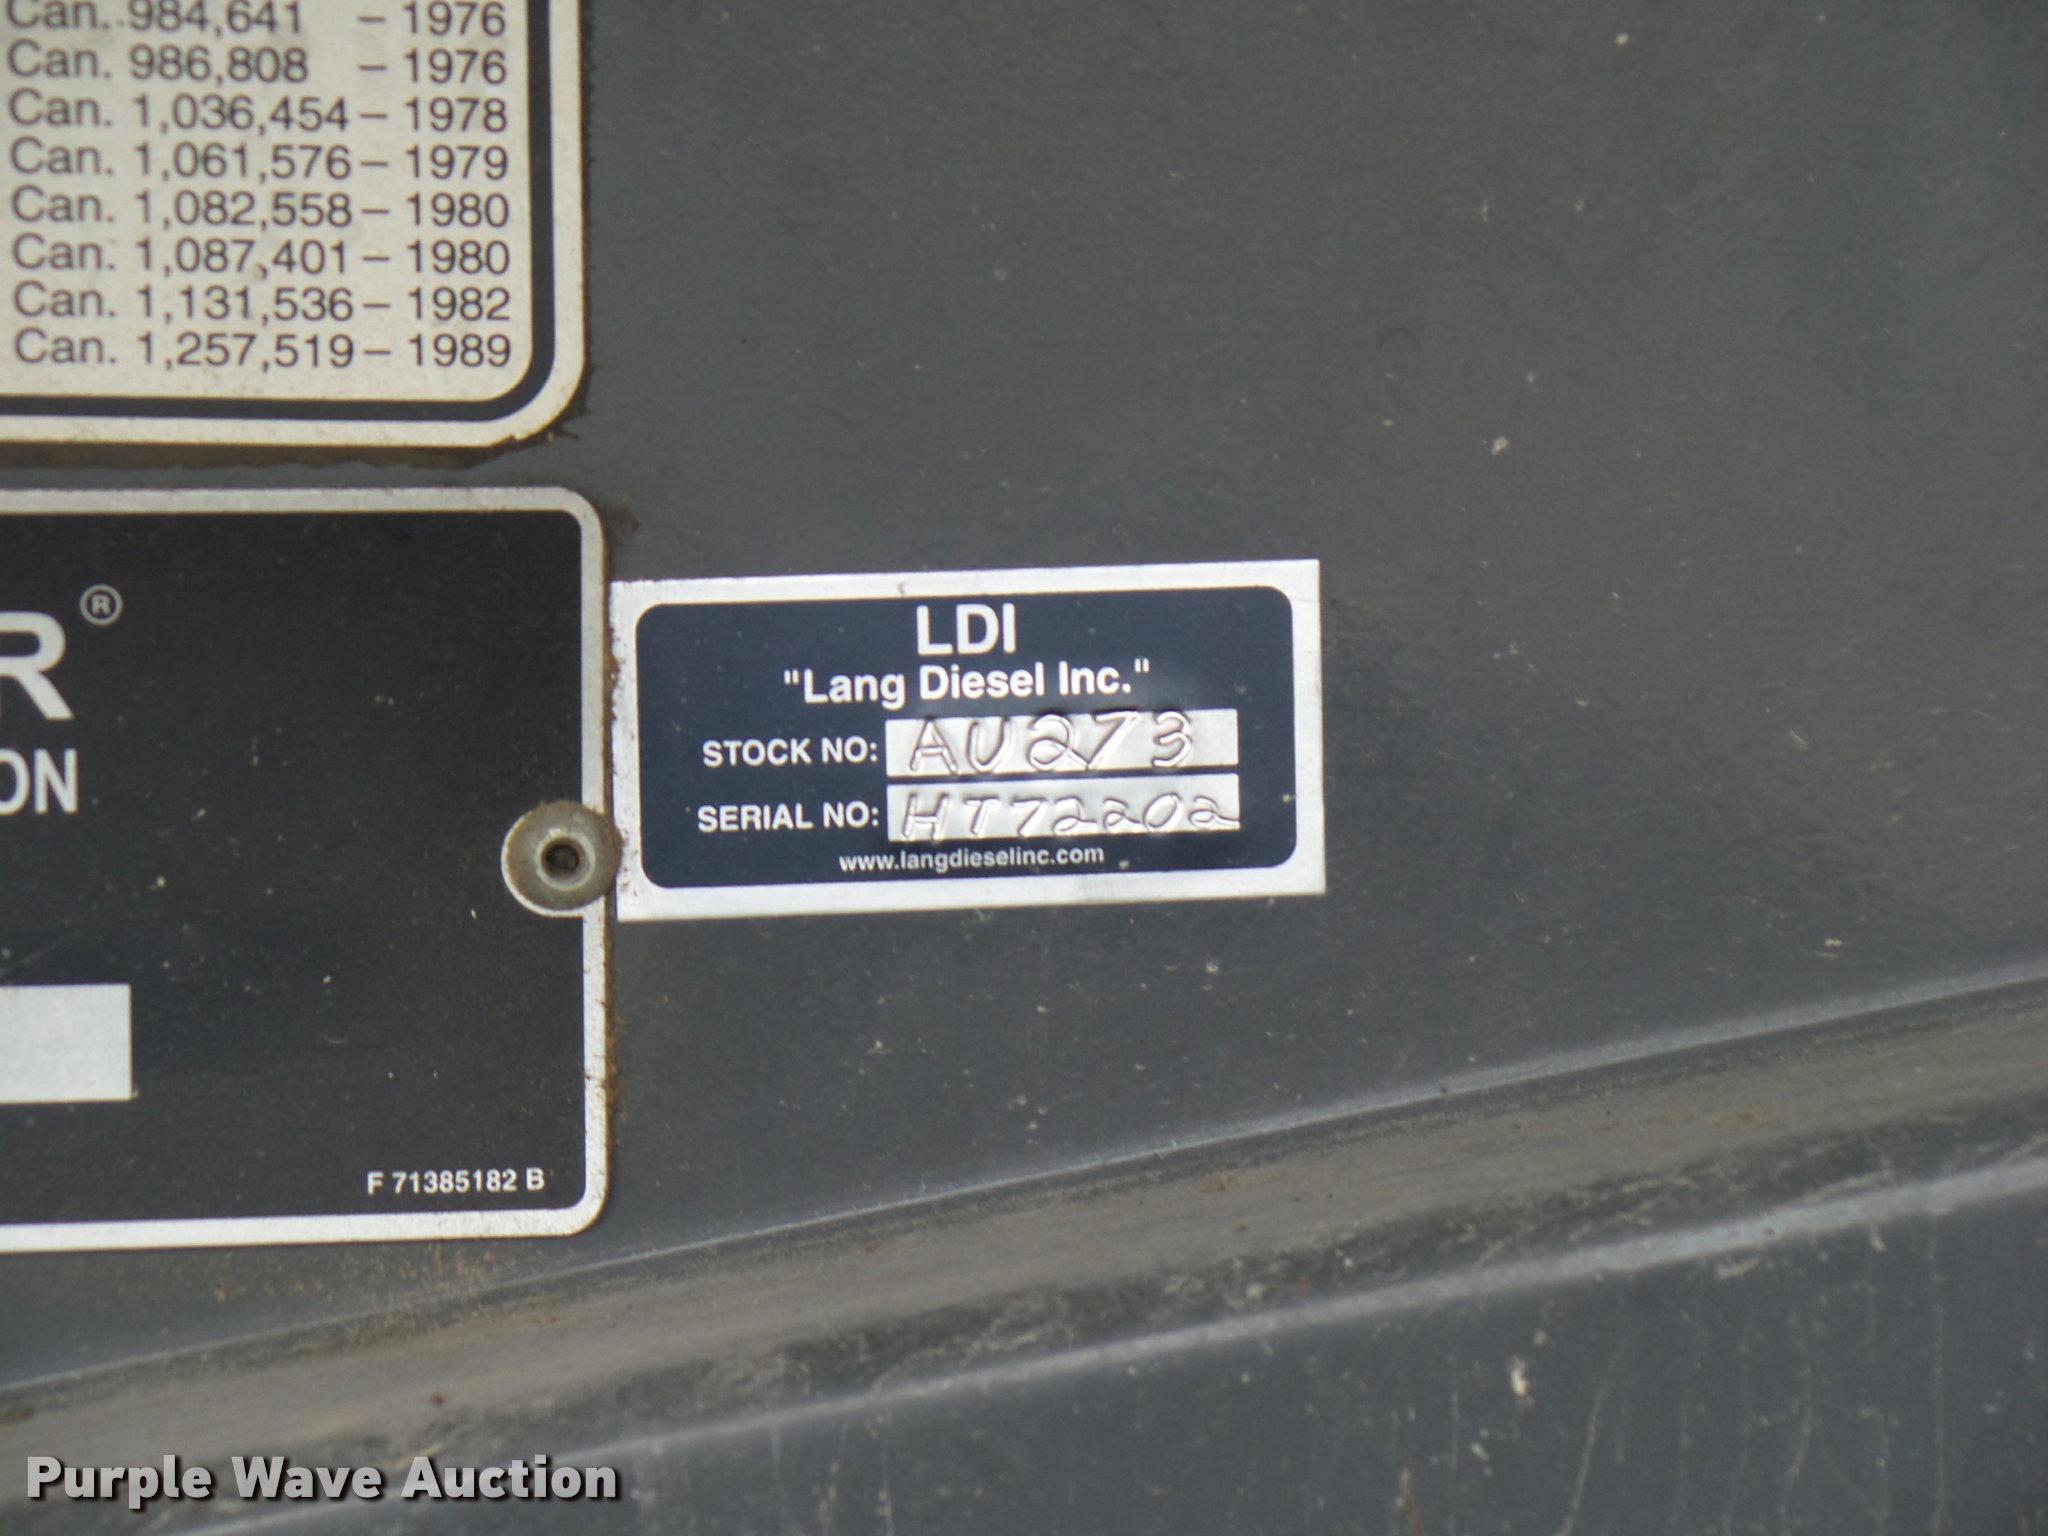 Can. 984,641 – 1976
Can. 986,808 – 1976
Can. 1,036,454 – 1978
Can. 1,061,576 – 1979
Can. 1,082,558 – 1980
Can. 1,087,401 – 1980
Can. 1,131,536 – 1982
Can. 1,257,519 – 1989
R®
ON
F 71385182 B
LDI
"Lang Diesel Inc."
STOCK NO: AU273
SERIAL NO: HT72202
www.langdieselinc.com
Purple Wave Auction